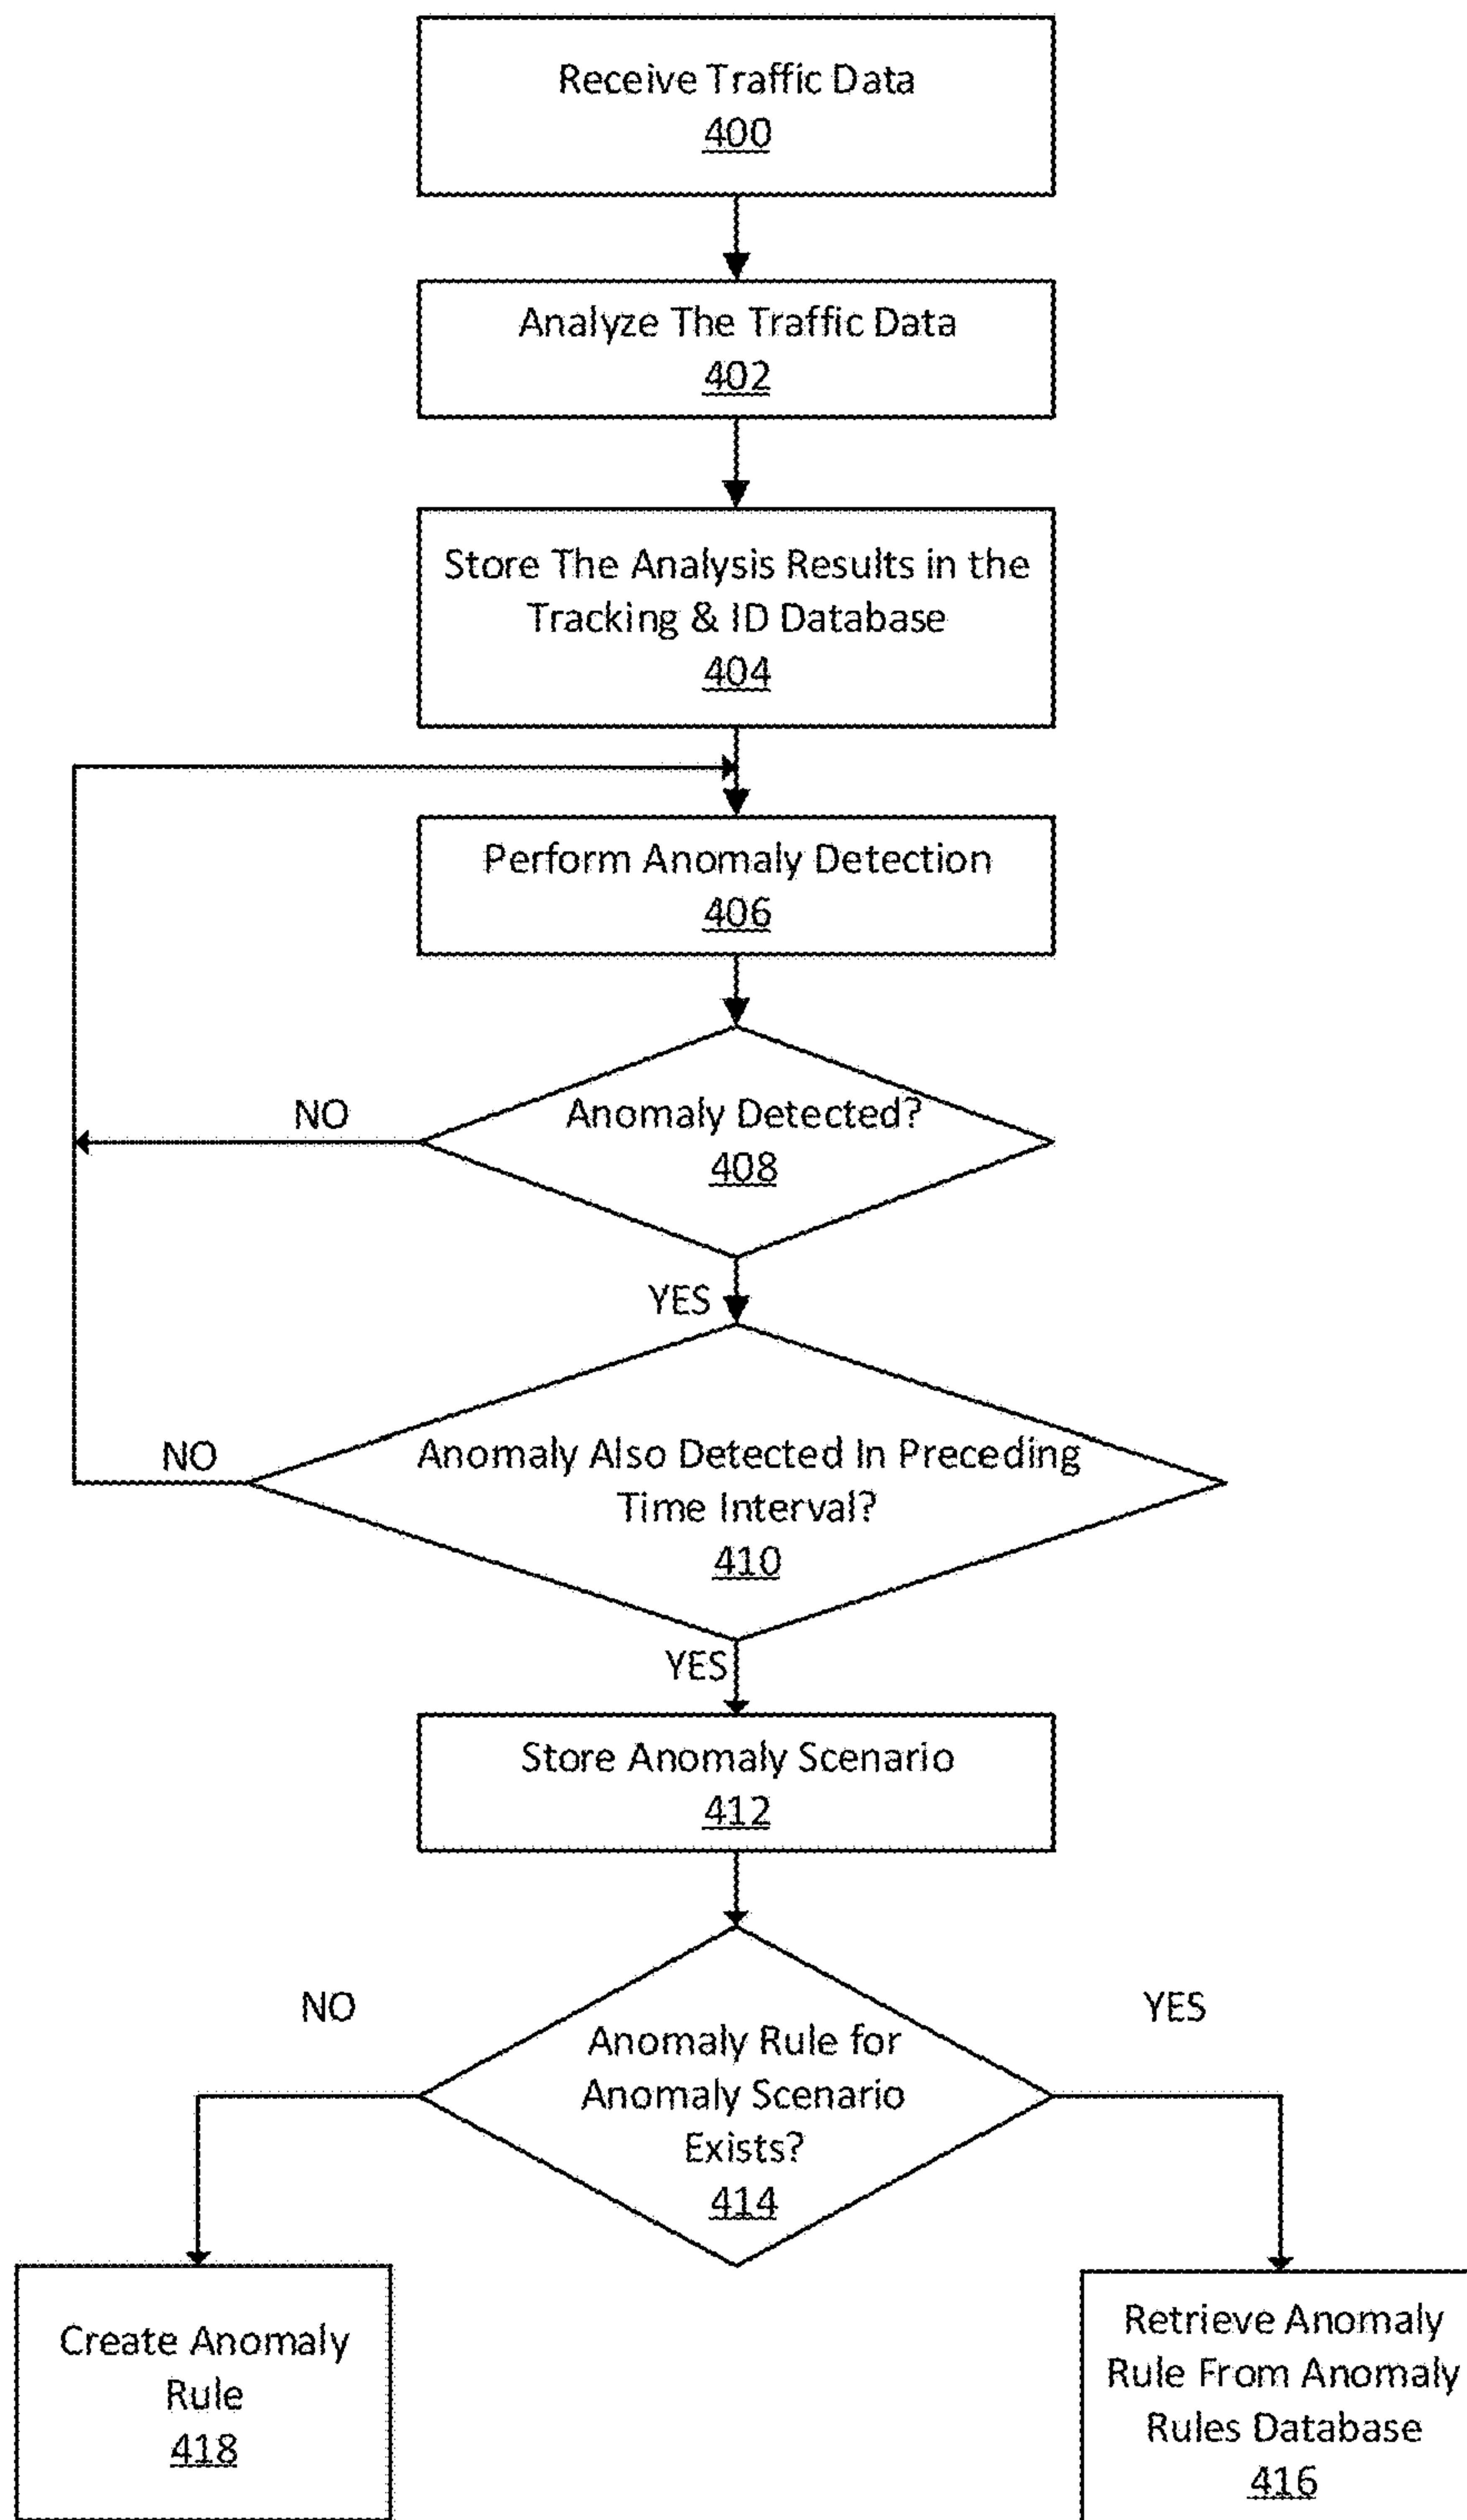 Receive Traffic Data
400
Analyze The Traffic Data
402
Store The Analysis Results in the
Tracking & ID Database
404
Perform Anomaly Detection
406
NO
Anomaly Detected?
408
YES
NO
Anomaly Also Detected In Preceding
Time Interval?
410
YES
Store Anomaly Scenario
412
NO
YES
Anomaly Rule for
Anomaly Scenario
Exists?
414
Create Anomaly
Rule
418
Retrieve Anomaly
Rule From Anomaly
Rules Database
416